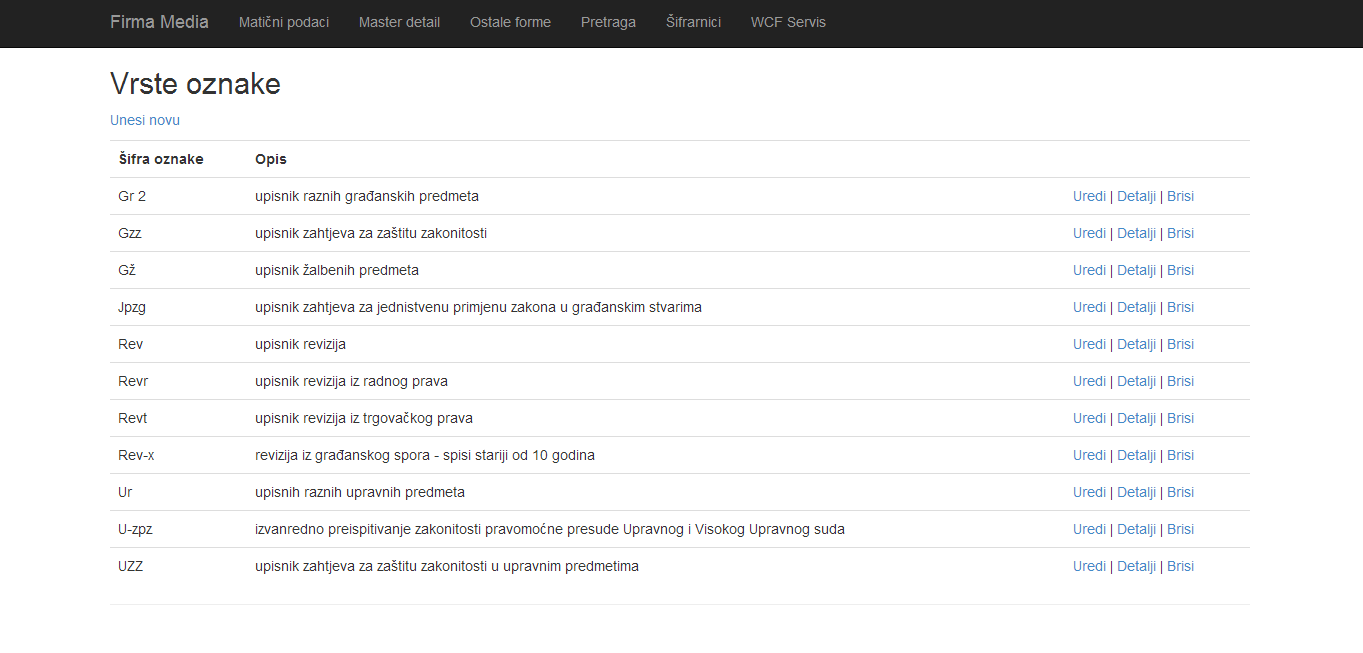 Firma Media Matični podaci Master detail Ostale forme Pretraga Šifrarnici WCF Servis
Vrste oznake
Unesi novu
Šifra oznake Opis
Gr 2 upisnik raznih građanskih predmeta Uredi | Detalji | Brisi
Gzz upisnik zahtjeva za zaštitu zakonitosti Uredi | Detalji | Brisi
Gž upisnik žalbenih predmeta Uredi | Detalji | Brisi
Jpzg upisnik zahtjeva za jednistvenu primjenu zakona u građanskim stvarima Uredi | Detalji | Brisi
Rev upisnik revizija Uredi | Detalji | Brisi
Revr upisnik revizija iz radnog prava Uredi | Detalji | Brisi
Revt upisnik revizija iz trgovačkog prava Uredi | Detalji | Brisi
Rev-x revizija iz građanskog spora - spisi stariji od 10 godina Uredi | Detalji | Brisi
Ur upisnih raznih upravnih predmeta Uredi | Detalji | Brisi
U-zpz izvanredno preispitivanje zakonitosti pravomoćne presude Upravnog i Visokog Upravnog suda Uredi | Detalji | Brisi
UZZ upisnik zahtjeva za zaštitu zakonitosti u upravnim predmetima Uredi | Detalji | Brisi